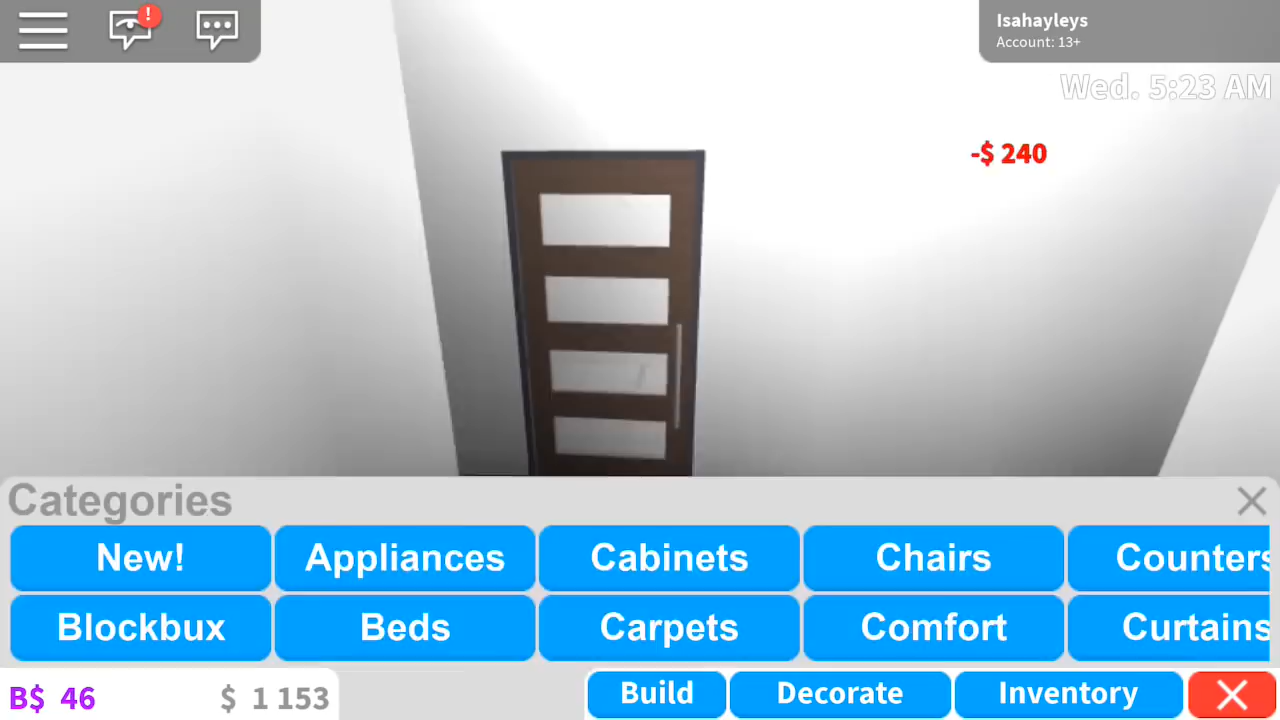 Isahayleys
Account: 13+
Wed. 5:23 AM
-$ 240
Categories
New!
Appliances
Cabinets
Chairs
Counters
Blockbux
Beds
Carpets
Comfort
Curtains
B$ 46
$ 1 153
Build
Decorate
Inventory